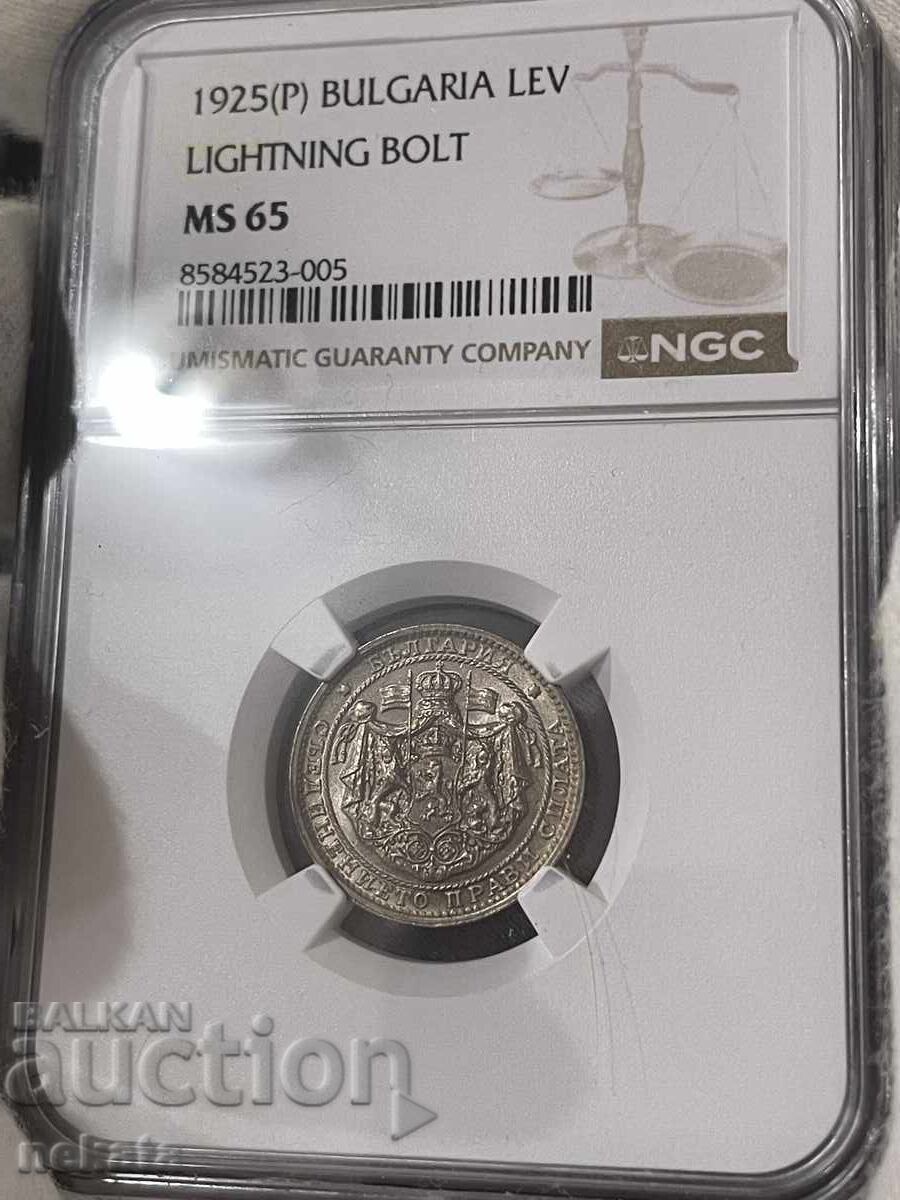 1925(P) BULGARIA LEV
LIGHTNING BOLT
MS 65
8584523-005
UMISMATIC GUARANTY COMPANY
NGC
БЪЛГАРИЯ
СЪЕДИНЕНИЕТО ПРАВИ СИЛАТА
BALKAN
auction
nekata